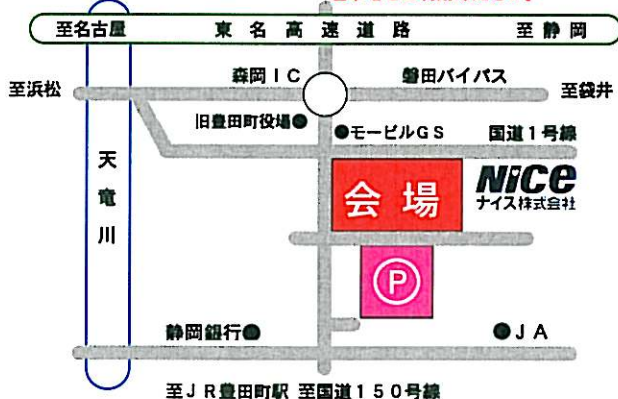 至名古屋 東名高速道路 至静岡
森岡IC 磐田バイパス
至浜松 至袋井
旧豊田町役場 モービルGS 国道1号線
天竜川
会場 NICe
ナイス株式会社
P
静岡銀行 JA
至JR豊田町駅 至国道150号線